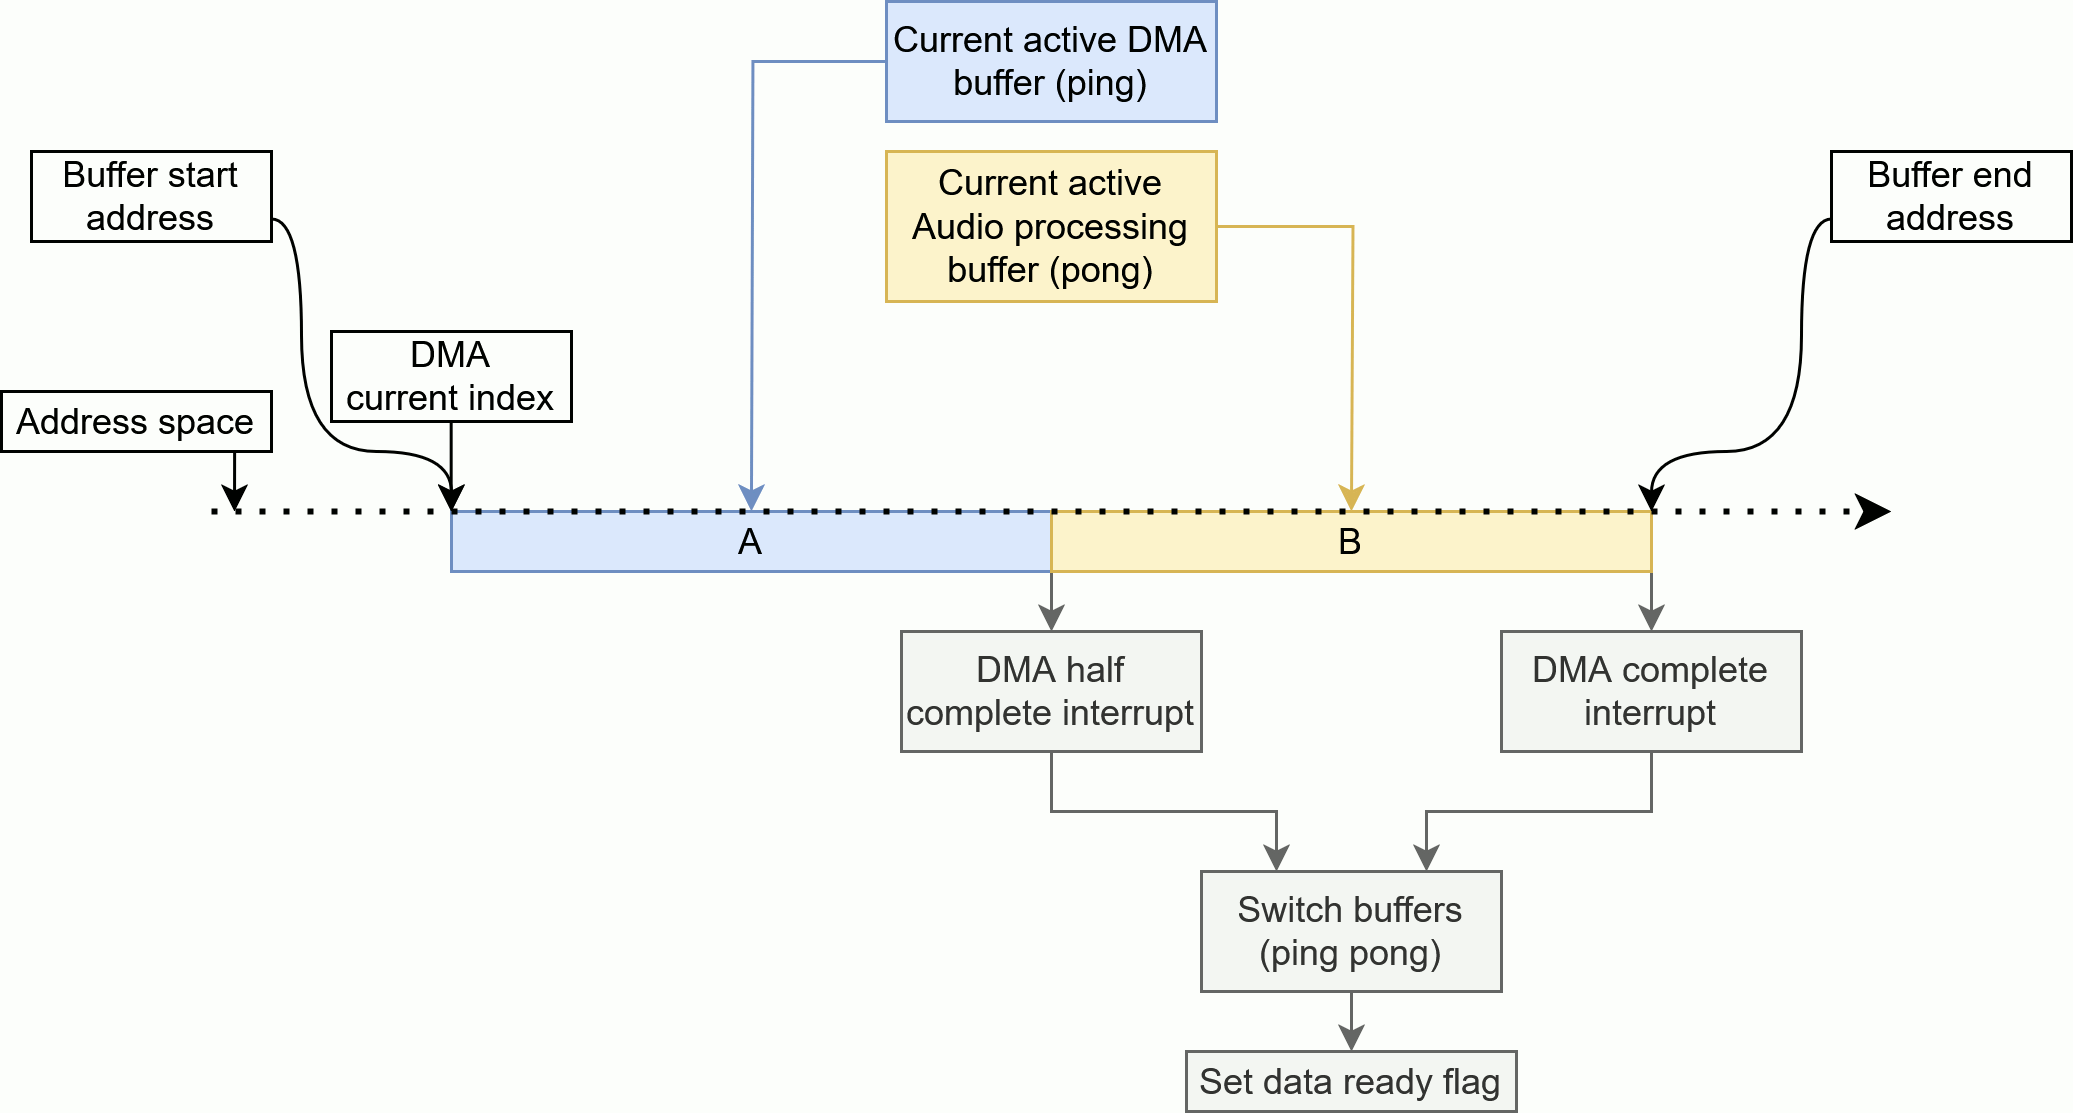 Current active DMA
buffer (ping)
Buffer start
address
Current active
Audio processing
buffer (pong)
Buffer end
address
DMA
current index
Address space
A
B
DMA half
complete interrupt
DMA complete
interrupt
Switch buffers
(ping pong)
Set data ready flag